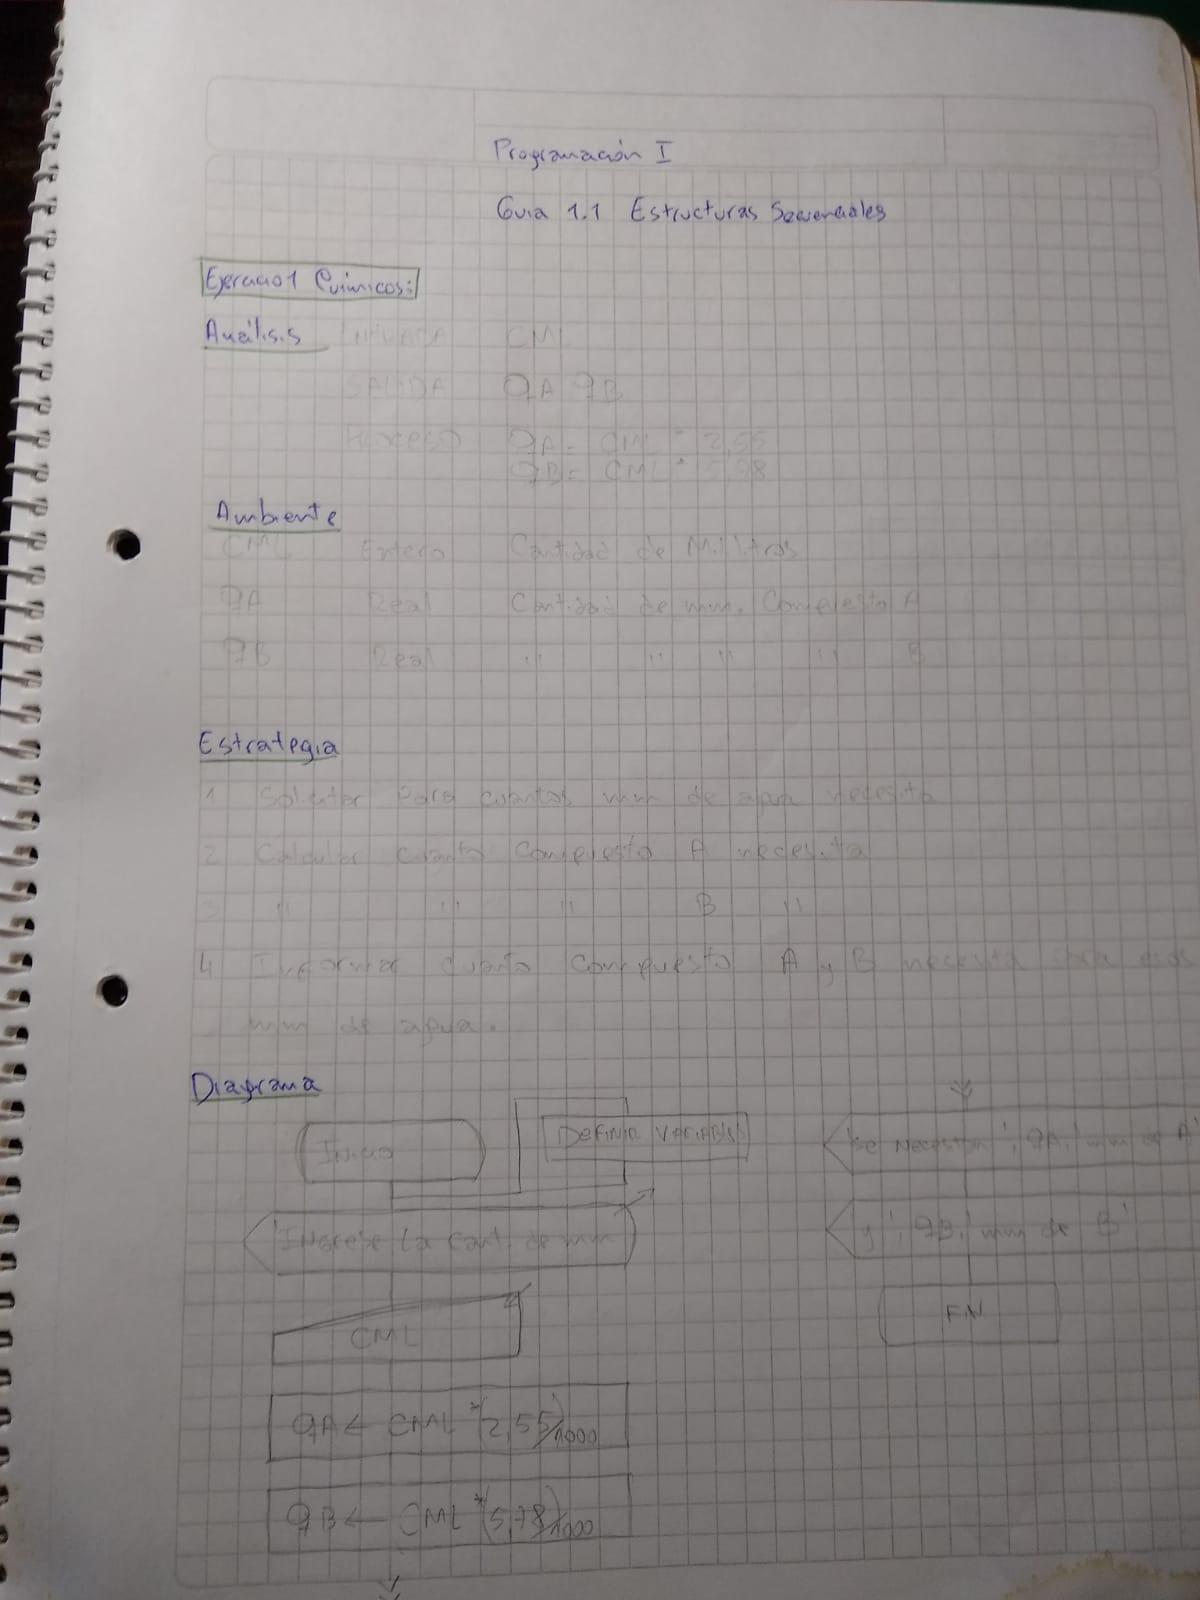 Programación I
Guia 1.1 Estructuras Secuenciales
Ejercicio 1 Químicos:
Análisis ENTRADA CML
SALIDA QA QB
PROCESO QA = CML * 2,55
QB = CML * 5,78
Ambiente
CML Entero Cantidad de Mililitros
QA Real Cantidad de mm. Compuesto A
QB Real " " " " B
Estrategia
1 Solicitar Para cuantos mm de agua necesita
2 Calcular cuanto Compuesto A necesita
3 " " " B "
4 Informar cuanto compuesto A y B necesita para esos
mm de agua.
Diagrama
Inicio
Definir VARIABLES
'Ingrese la cant. de mm
CML
QA ← CML * (2,55/1000)
QB ← CML * (5,78/1000)
'Se necesitan', QA, 'mm de A'
'y', QB, 'mm de B'
FIN